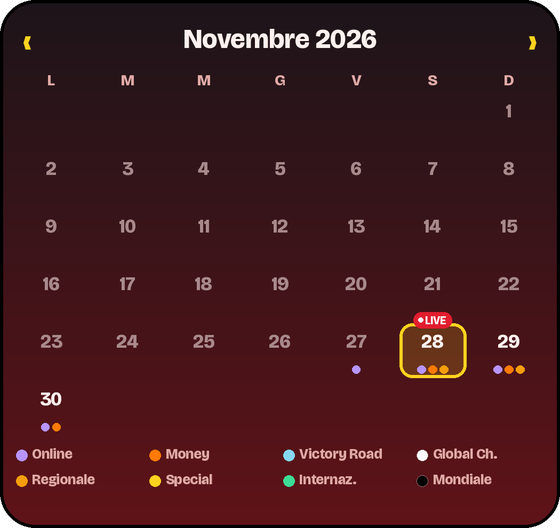 Novembre 2026
L M M G V S D
1
2 3 4 5 6 7 8
9 10 11 12 13 14 15
16 17 18 19 20 21 22
LIVE
23 24 25 26 27 28 29
30
Online Money Victory Road Global Ch.
Regionale Special Internaz. Mondiale